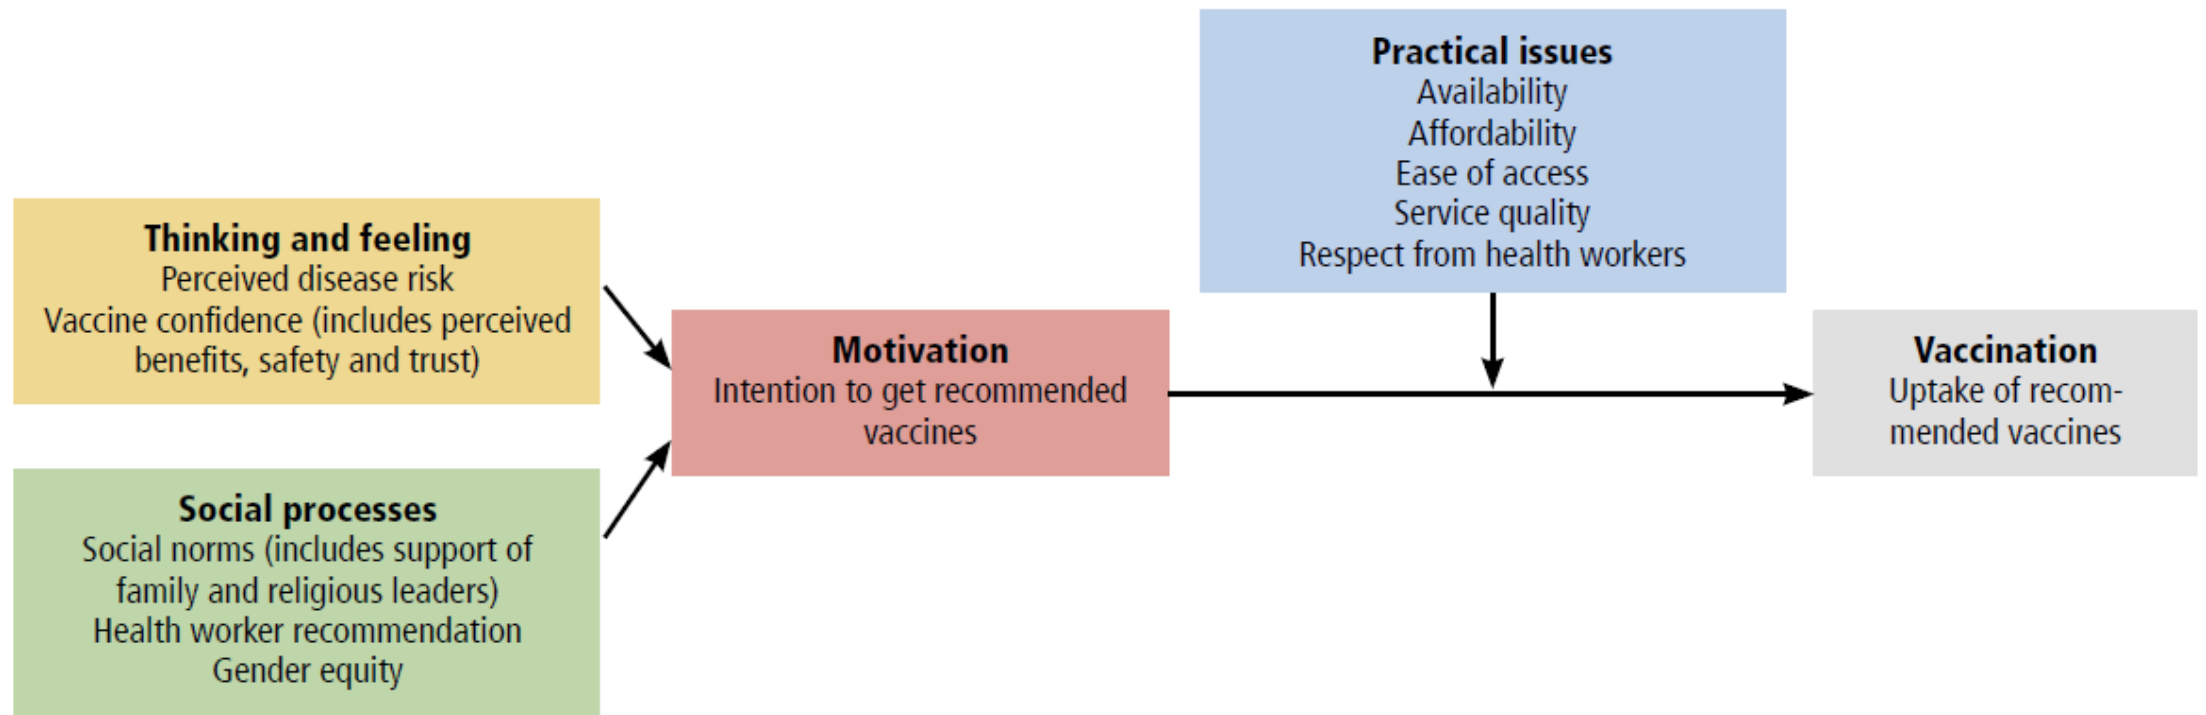 Practical issues
Availability
Affordability
Ease of access
Service quality
Respect from health workers
Thinking and feeling
Perceived disease risk
Vaccine confidence (includes perceived
benefits, safety and trust)
Motivation
Intention to get recommended
vaccines
Vaccination
Uptake of recom-
mended vaccines
Social processes
Social norms (includes support of
family and religious leaders)
Health worker recommendation
Gender equity